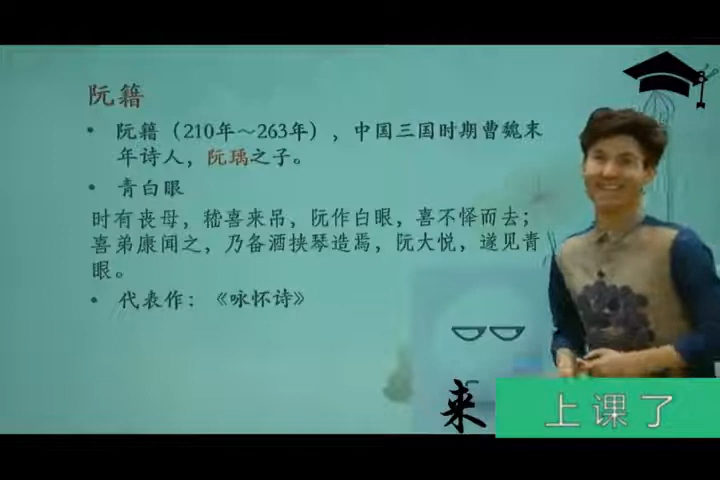 阮籍
• 阮籍（210年～263年），中国三国时期曹魏末
年诗人，阮瑀之子。
• 青白眼
时有丧母，嵇喜来吊，阮作白眼，喜不怿而去；
喜弟康闻之，乃备酒挟琴造焉，阮大悦，遂见青
眼。
• 代表作：《咏怀诗》
来 上课了